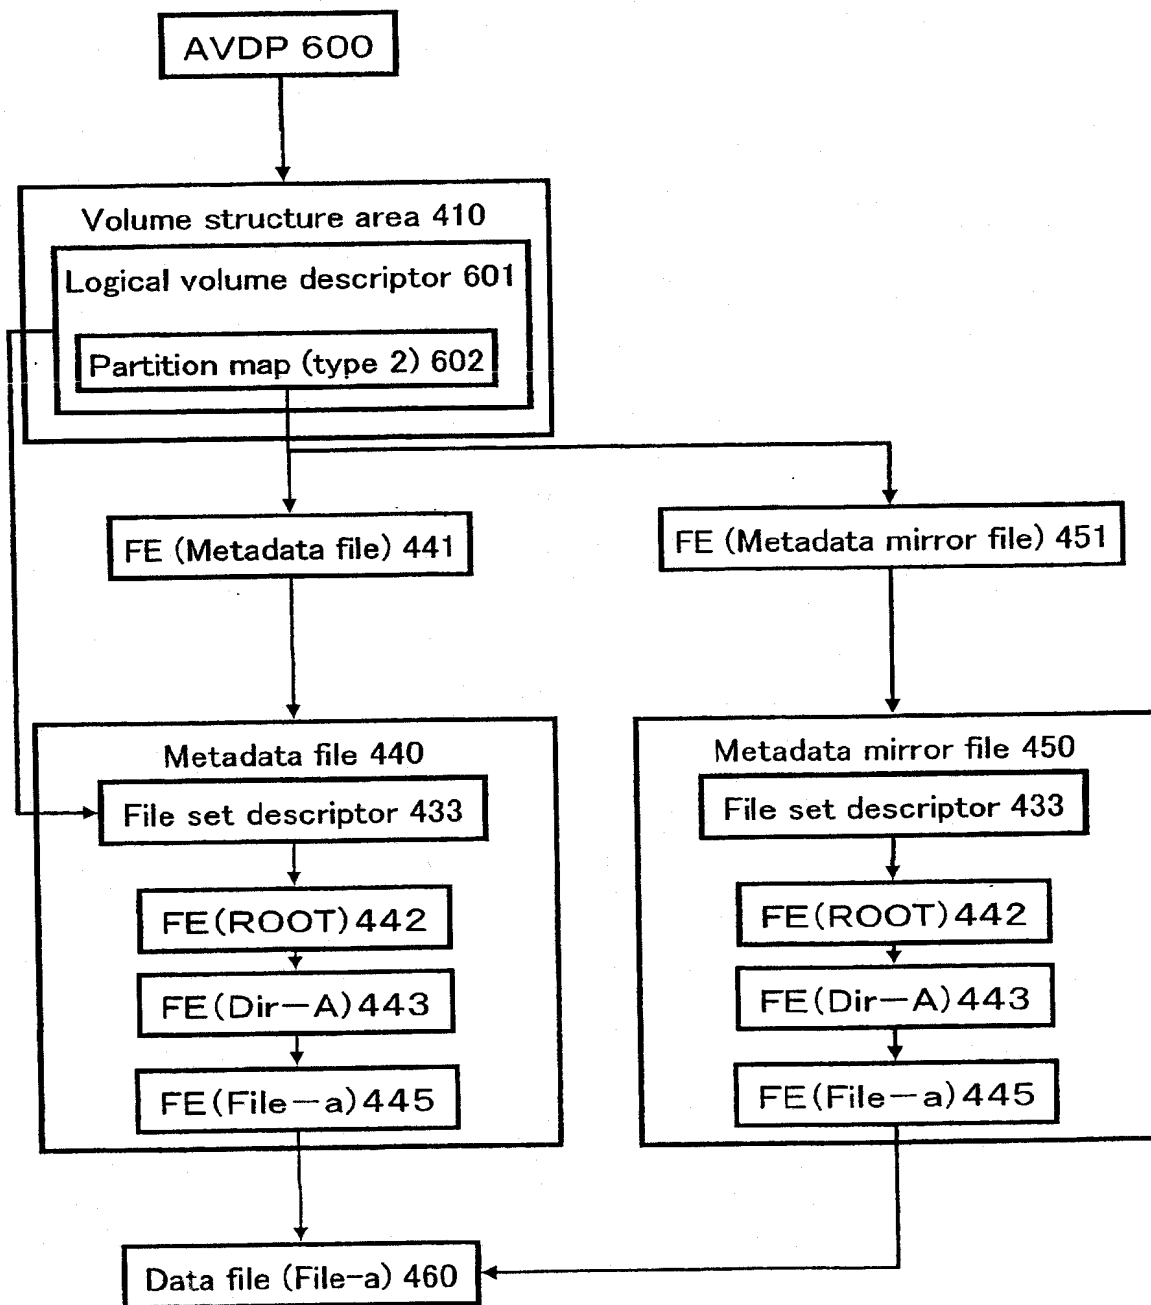 AVDP 600
Volume structure area 410
Logical volume descriptor 601
Partition map (type 2) 602
FE (Metadata file) 441
FE (Metadata mirror file) 451
Metadata file 440
File set descriptor 433
FE(ROOT)442
FE(Dir-A)443
FE(File-a)445
Metadata mirror file 450
File set descriptor 433
FE(ROOT)442
FE(Dir-A)443
FE(File-a)445
Data file (File-a) 460